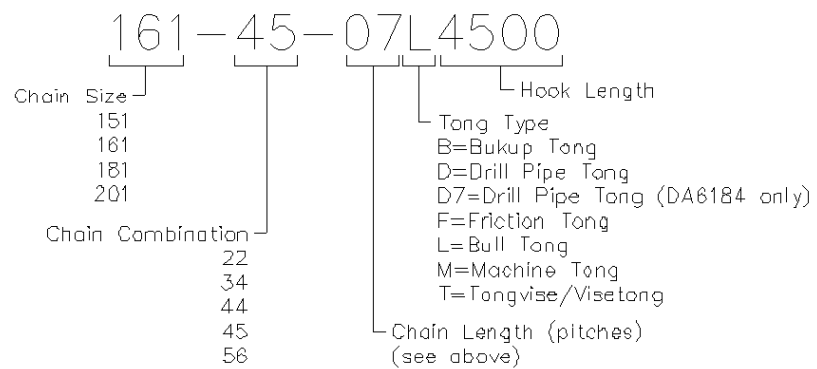 161-45-07L4500
Hook Length
Chain Size
151
161
181
201
Tong Type
B=Bukup Tong
D=Drill Pipe Tong
D7=Drill Pipe Tong (DA6184 only)
F=Friction Tong
L=Bull Tong
M=Machine Tong
T=Tongvise/Visetong
Chain Combination
22
34
44
45
56
Chain Length (pitches)
(see above)